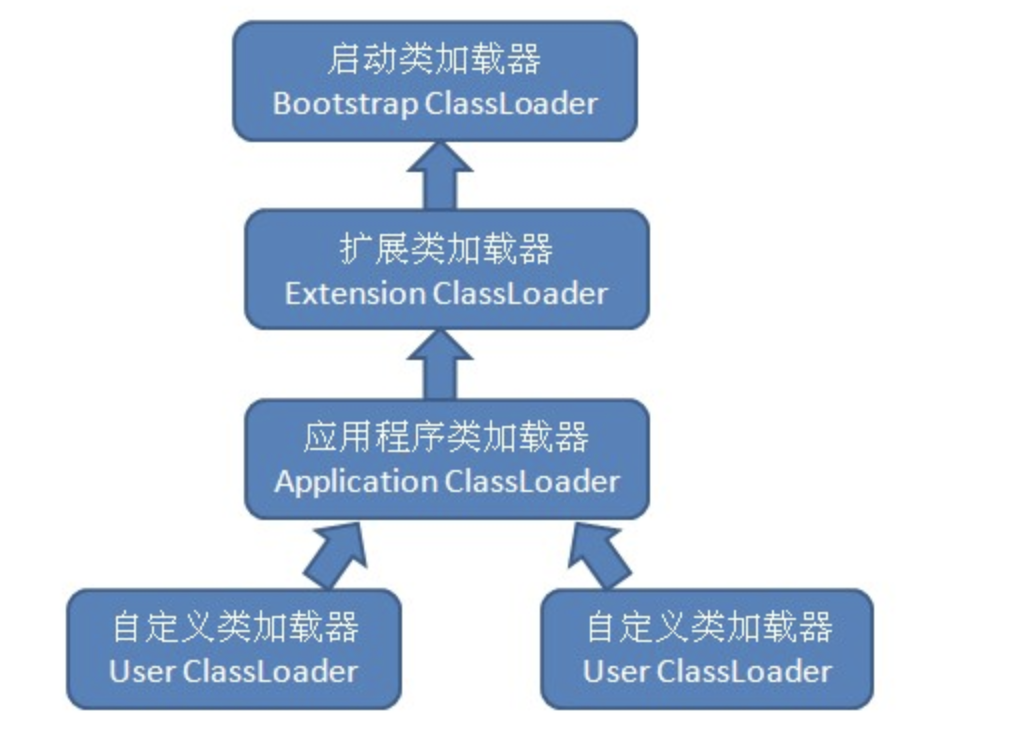 启动类加载器
Bootstrap ClassLoader
扩展类加载器
Extension ClassLoader
应用程序类加载器
Application ClassLoader
自定义类加载器
User ClassLoader
自定义类加载器
User ClassLoader